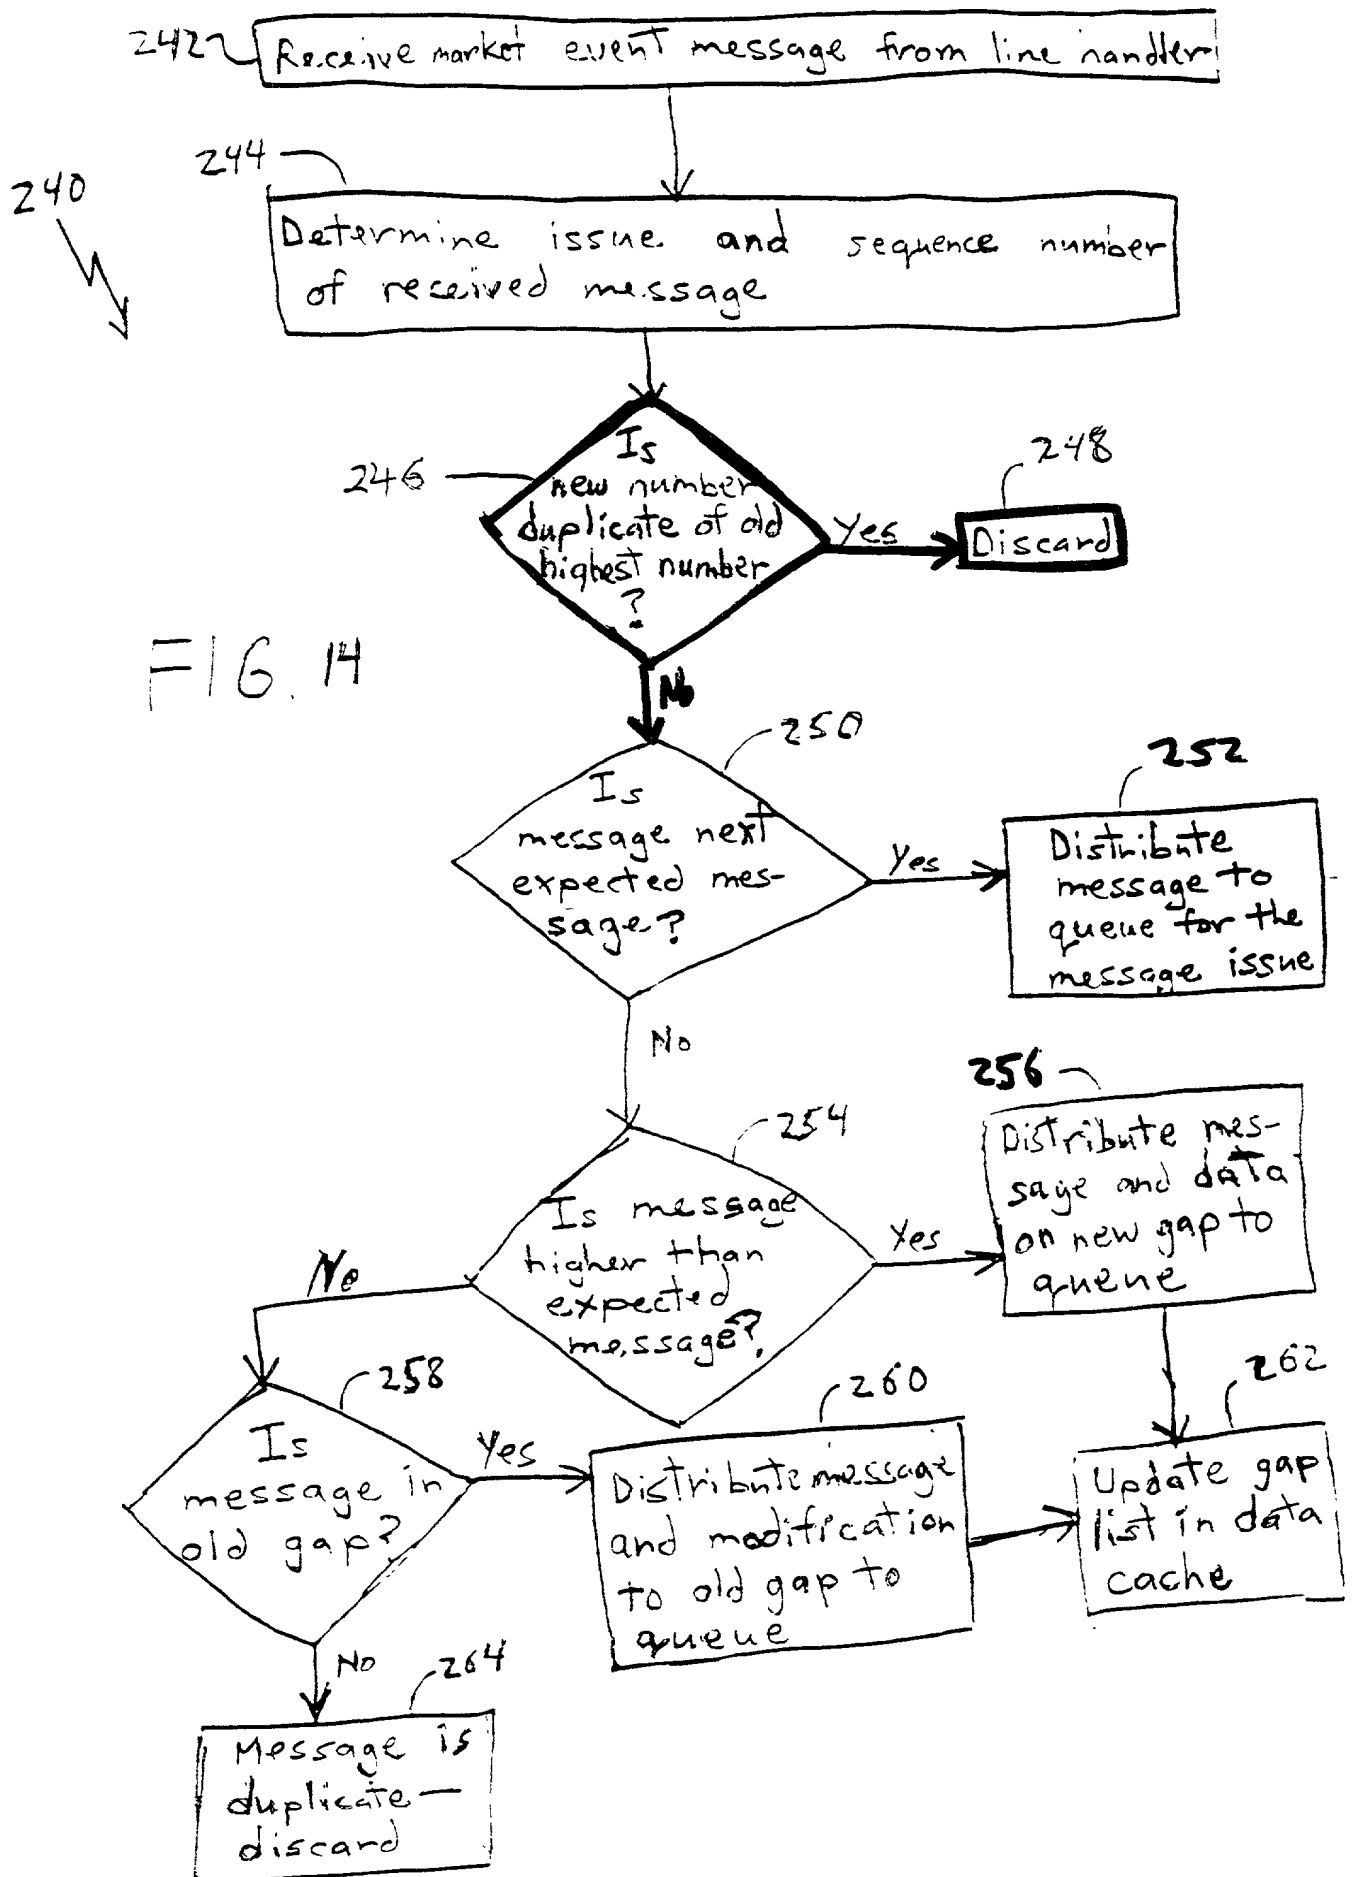 242
Receive market event message from line handler
244
240
Determine issue and sequence number
of received message
246
Is
new number
duplicate of old
highest number
?
Yes
248
Discard
FIG. 14
No
250
Is
message next
expected mes-
sage?
Yes
252
Distribute
message to
queue for the
message issue
No
254
Is message
higher than
expected
message?
Yes
256
Distribute mes-
sage and data
on new gap to
queue
No
258
Is
message in
old gap?
Yes
260
Distribute message
and modification
to old gap to
queue
262
Update gap
list in data
cache
No
264
Message is
duplicate —
discard